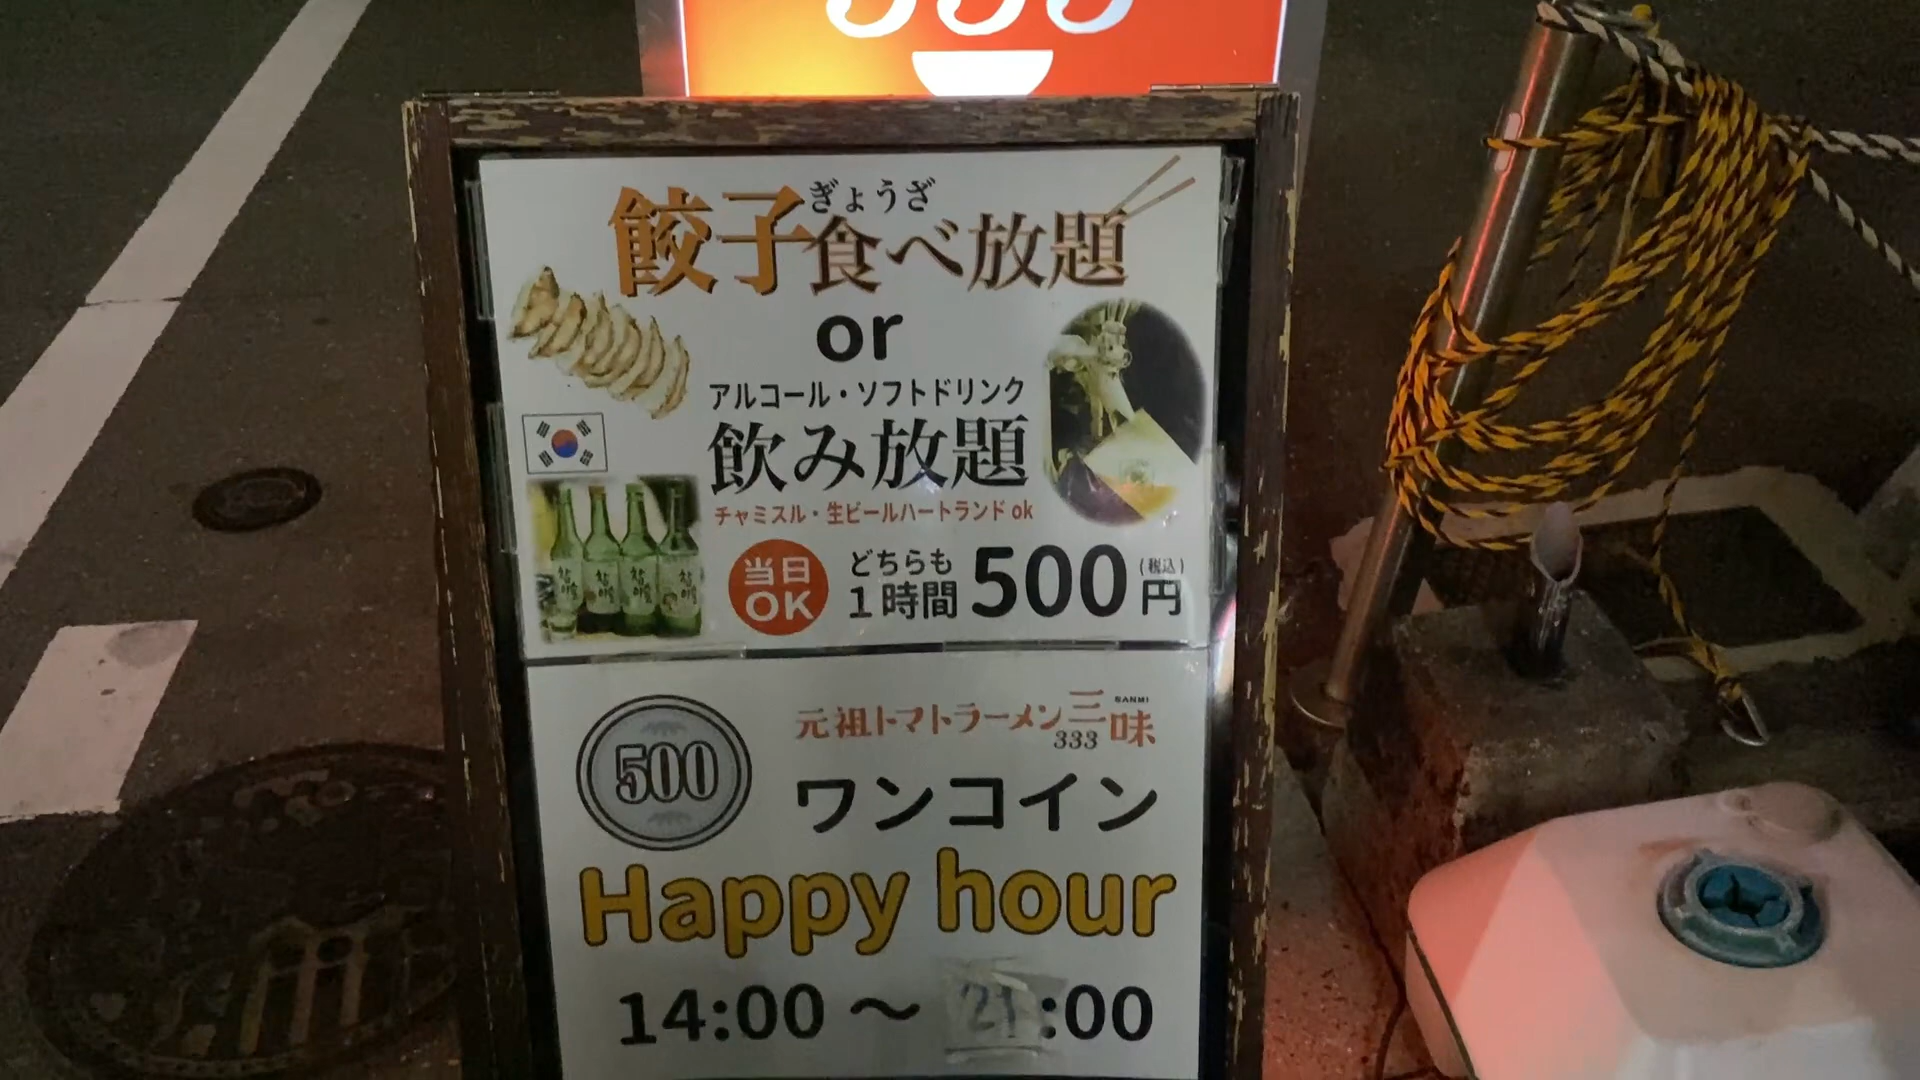 333
ぎょうざ
餃子食べ放題
or
アルコール・ソフトドリンク
飲み放題
チャミスル・生ビールハートランドok
当日
OK
どちらも
1時間
500
(税込)
円
500
SANMI
元祖トマトラーメン三味
333
ワンコイン
Happy hour
14:00～21:00